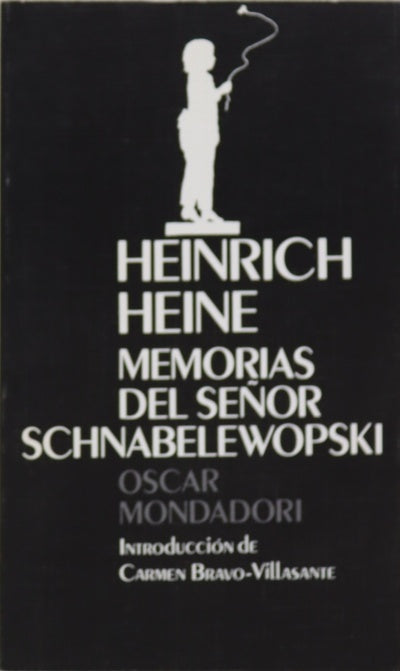 HEINRICH
HEINE
MEMORIAS
DEL SEÑOR
SCHNABELEWOPSKI
OSCAR
MONDADORI
INTRODUCCIÓN DE
CARMEN BRAVO-VILLASANTE